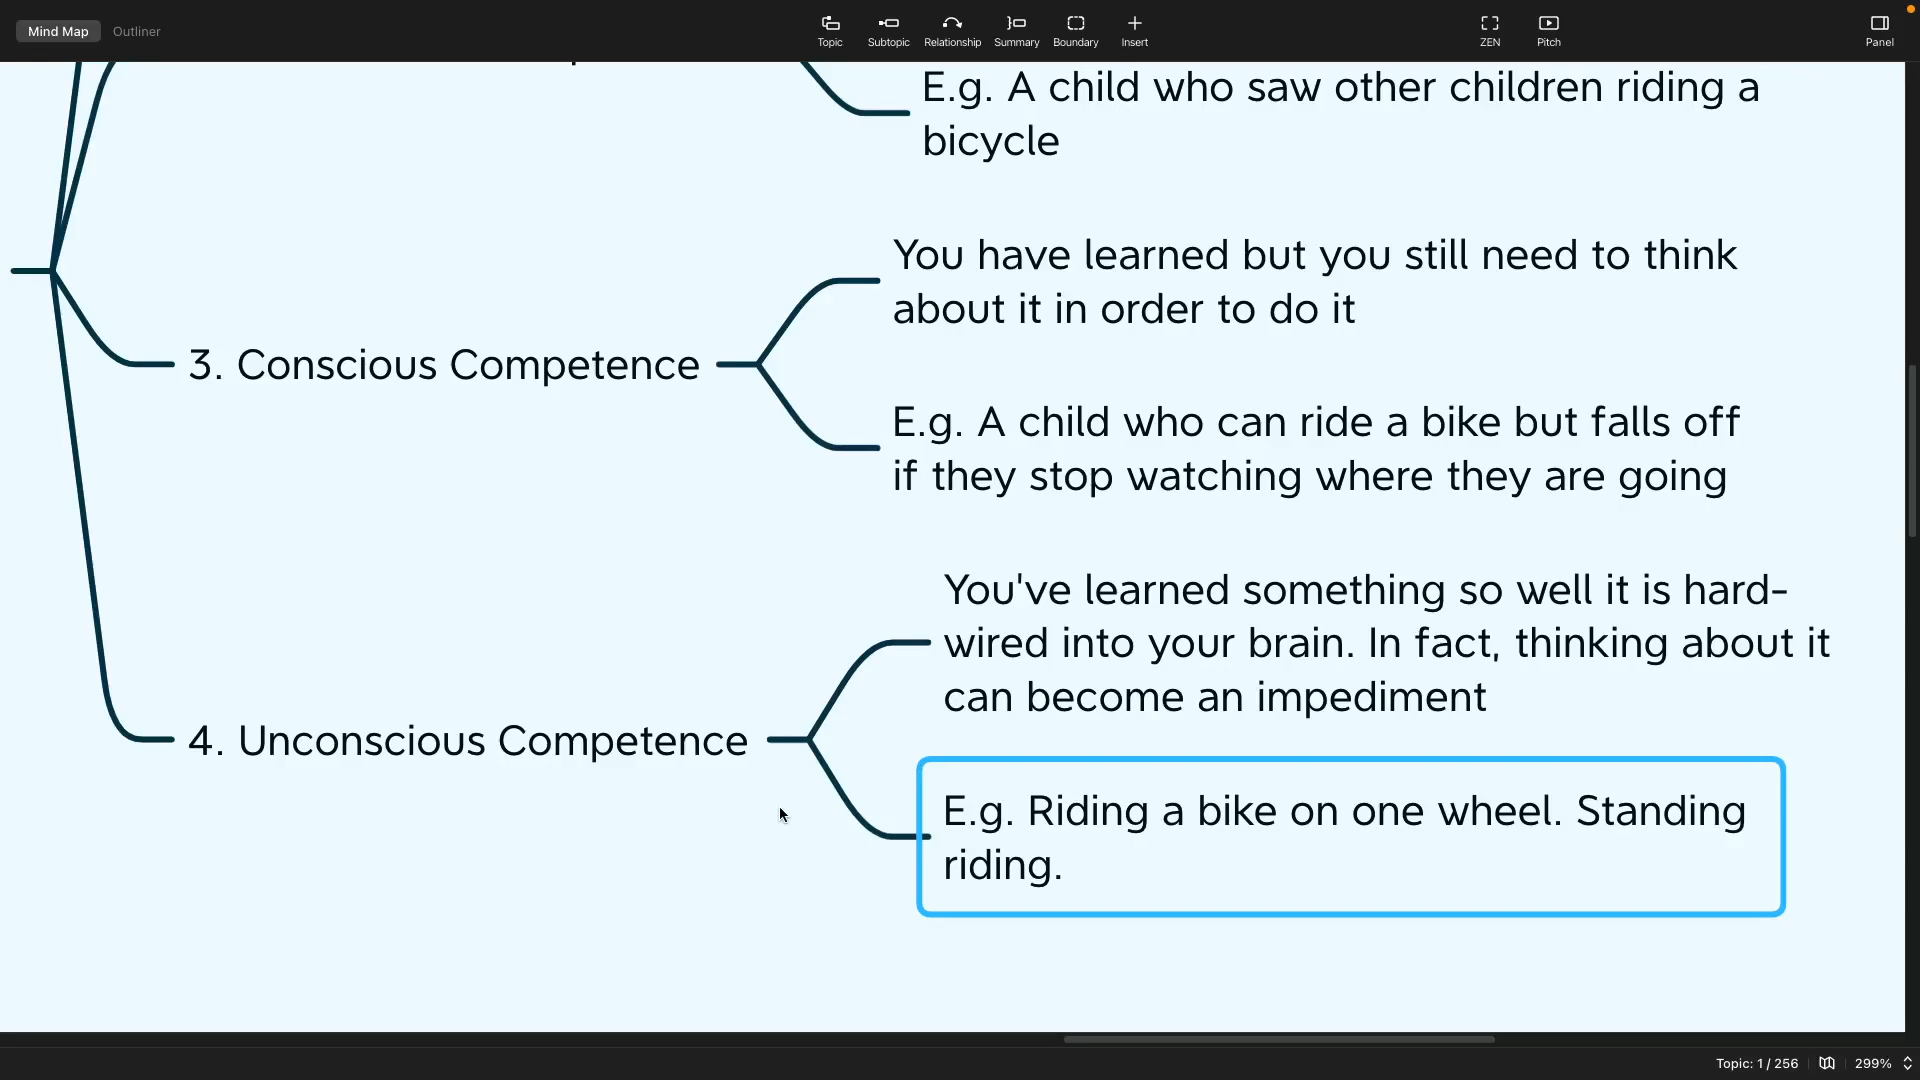 Mind Map
Outliner
Topic
Subtopic
Relationship
Summary
Boundary
Insert
ZEN
Pitch
Panel
E.g. A child who saw other children riding a
bicycle
You have learned but you still need to think
about it in order to do it
3. Conscious Competence
E.g. A child who can ride a bike but falls off
if they stop watching where they are going
You've learned something so well it is hard-
wired into your brain. In fact, thinking about it
can become an impediment
4. Unconscious Competence
E.g. Riding a bike on one wheel. Standing
riding.
Topic: 1 / 256
299%